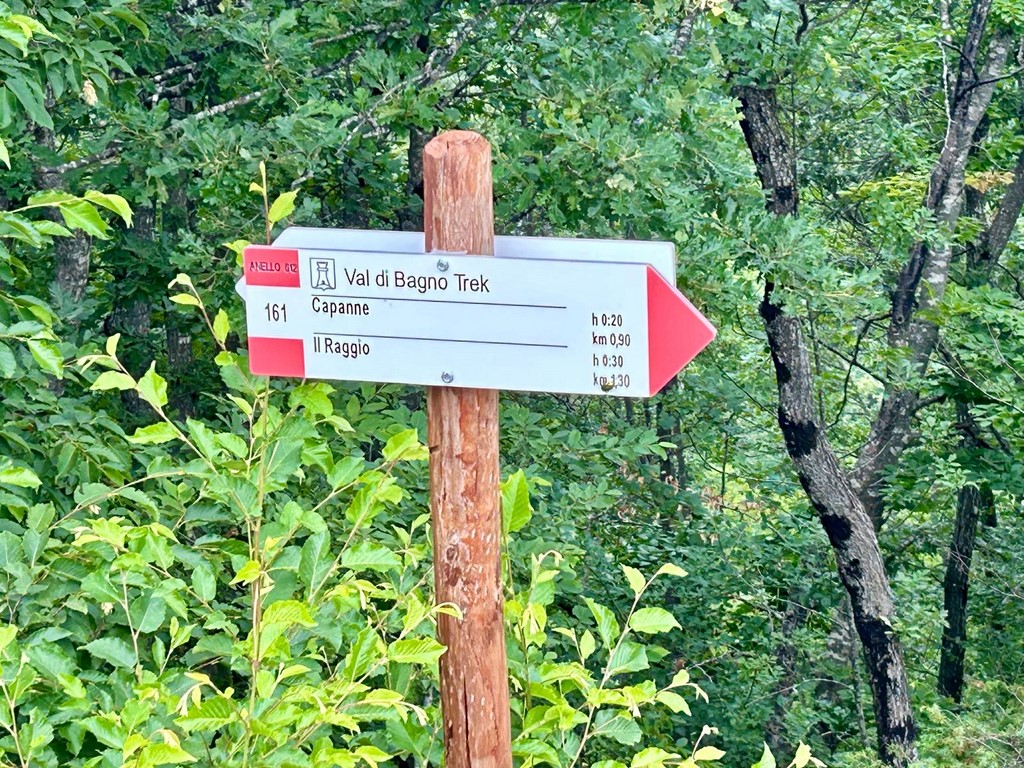 ANELLO 012
Val di Bagno Trek
161
Capanne
h 0:20
km 0,90
Il Raggio
h 0:30
km 1,30